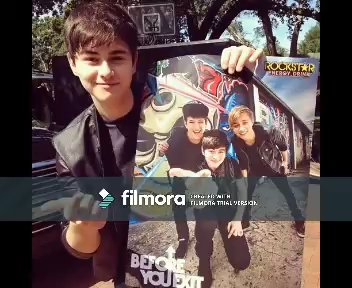 ROCKSTAR
ENERGY DRINK
filmora
CREATED WITH
FILMORA TRIAL VERSION
BEFORE
YOU EXIT